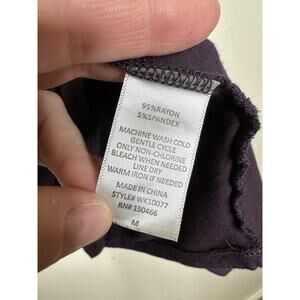 95%RAYON
5%SPANDEX
MACHINE WASH COLD
GENTLE CYCLE
ONLY NON-CHLORINE
BLEACH WHEN NEEDED
LINE DRY
WARM IRON IF NEEDED
MADE IN CHINA
STYLE# WK10077
RN# 150466
M